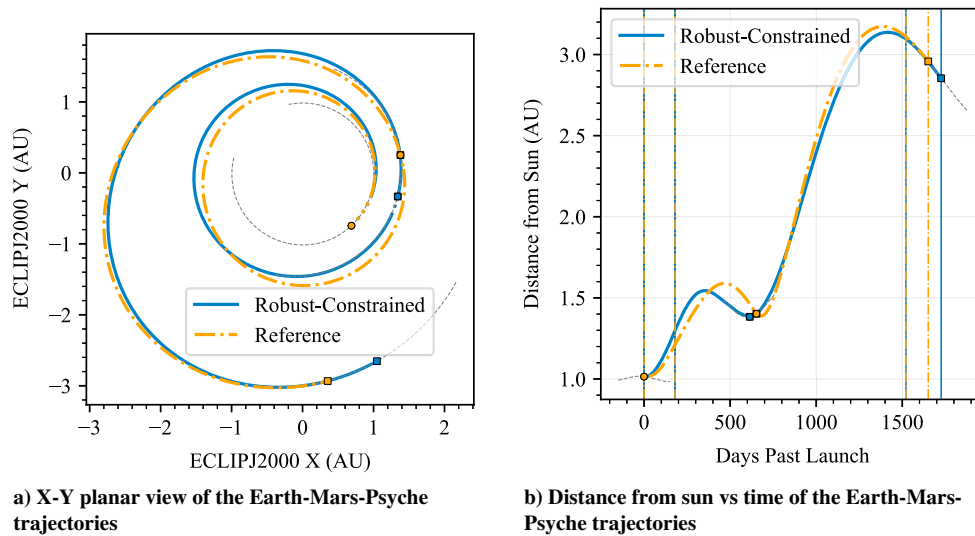 ECLIPJ2000 Y (AU)
1
0
−1
−2
−3
Robust-Constrained
Reference
−3
−2
−1
0
1
2
ECLIPJ2000 X (AU)
a) X-Y planar view of the Earth-Mars-Psyche
trajectories
Distance from Sun (AU)
3.0
2.5
2.0
1.5
1.0
Robust-Constrained
Reference
0
500
1000
1500
Days Past Launch
b) Distance from sun vs time of the Earth-Mars-
Psyche trajectories